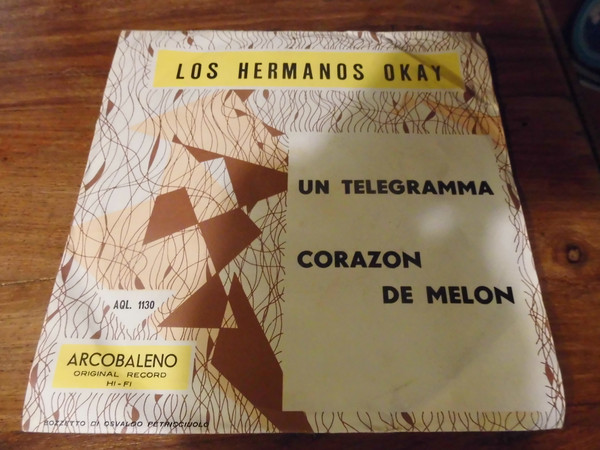 LOS HERMANOS OKAY
UN TELEGRAMMA
CORAZON
DE MELON
AQL. 1130
ARCOBALENO
ORIGINAL RECORD
HI-FI
BOZZETTO DI OSVALDO PETRICCIUOLO